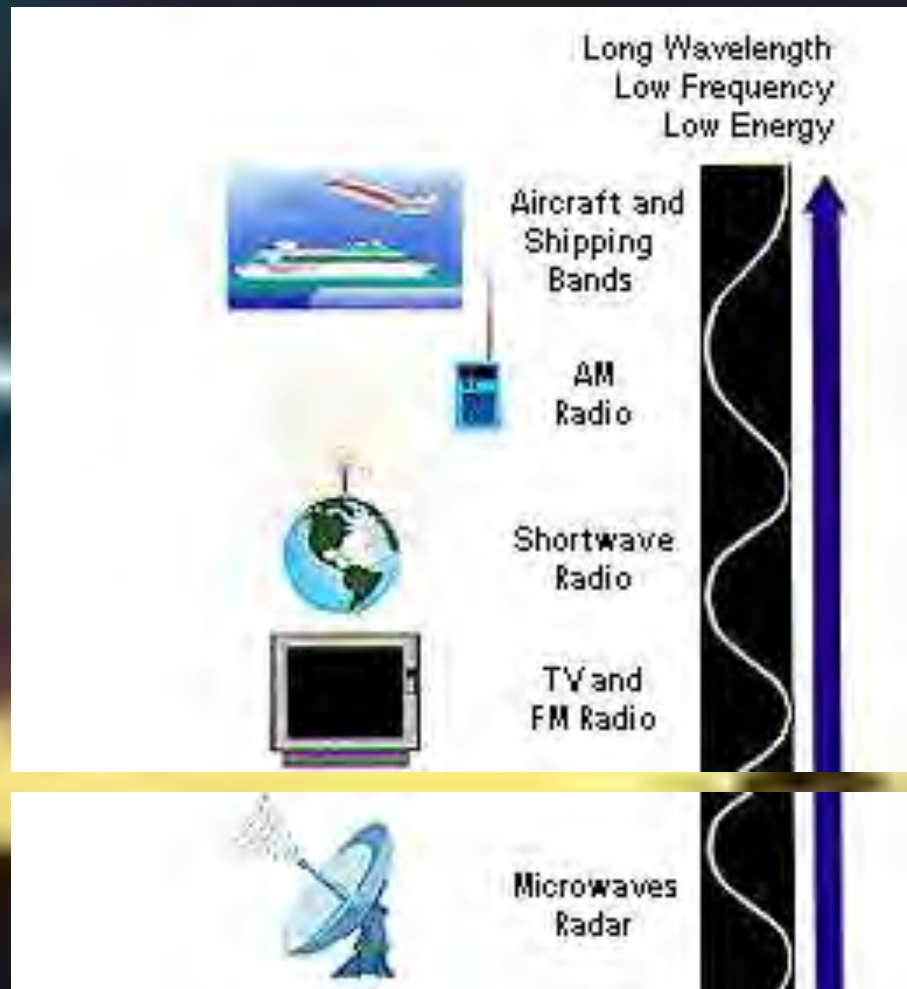 Long Wavelength
Low Frequency
Low Energy
Aircraft and
Shipping
Bands
AM
Radio
Shortwave
Radio
TV and
FM Radio
Microwaves
Radar